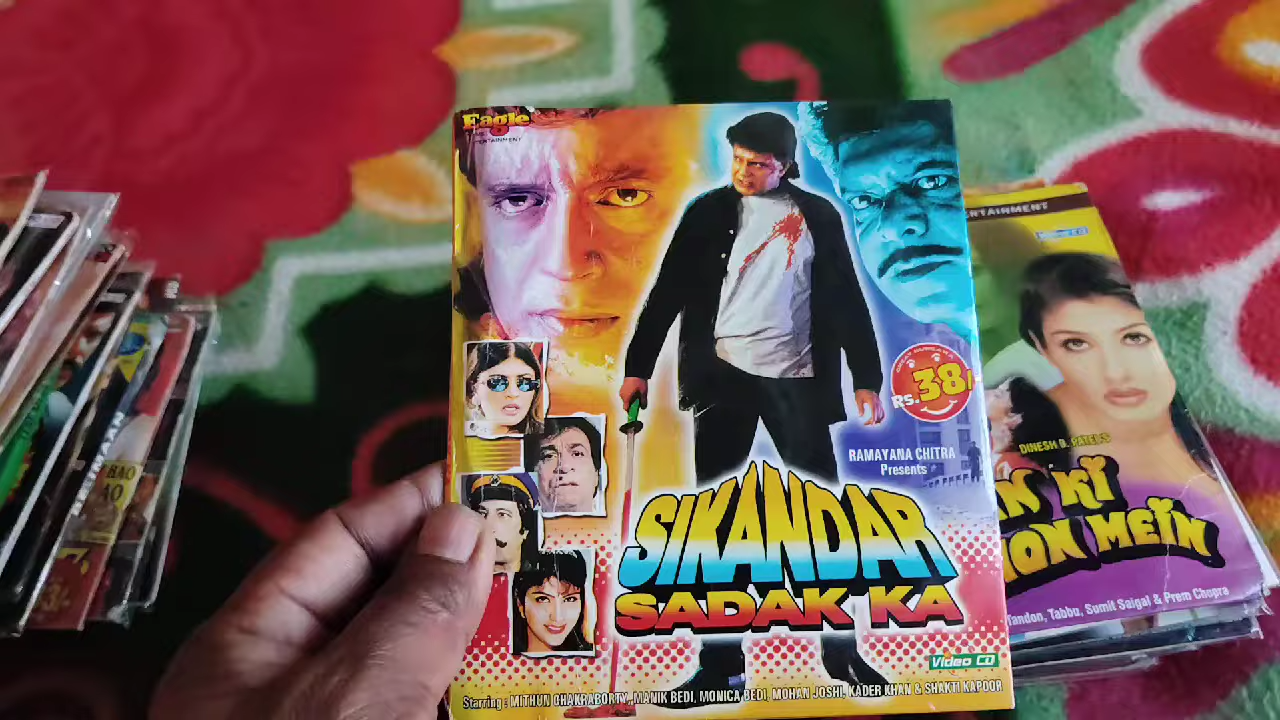 Eagle
ENTERTAINMENT
Rs.38/-
RAMAYANA CHITRA
Presents
SIKANDAR
SADAK KA
Video CD
Starring : MITHUN CHAKRABORTY, MANIK BEDI, MONICA BEDI, MOHAN JOSHI, KADER KHAN & SHAKTI KAPOOR
ERTAINMENT
DINESH B. PATEL'S
KI
MEIN
Tandon, Tabbu, Sumit Saigal & Prem Chopra